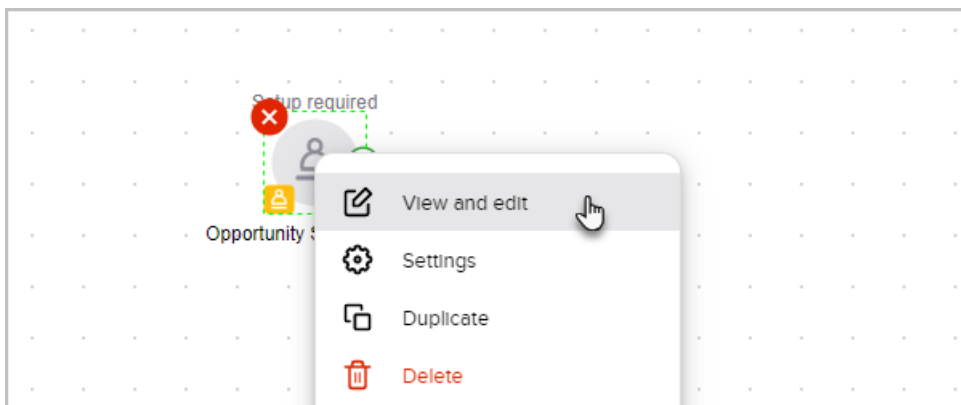 Setup required
Opportunity
View and edit
Settings
Duplicate
Delete